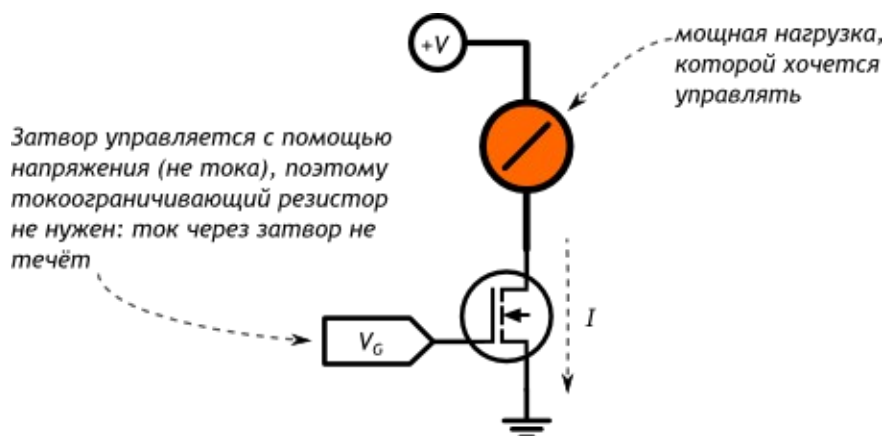 +V
мощная нагрузка,
которой хочется
управлять
Затвор управляется с помощью
напряжения (не тока), поэтому
токоограничивающий резистор
не нужен: ток через затвор не
течёт
V_G
I